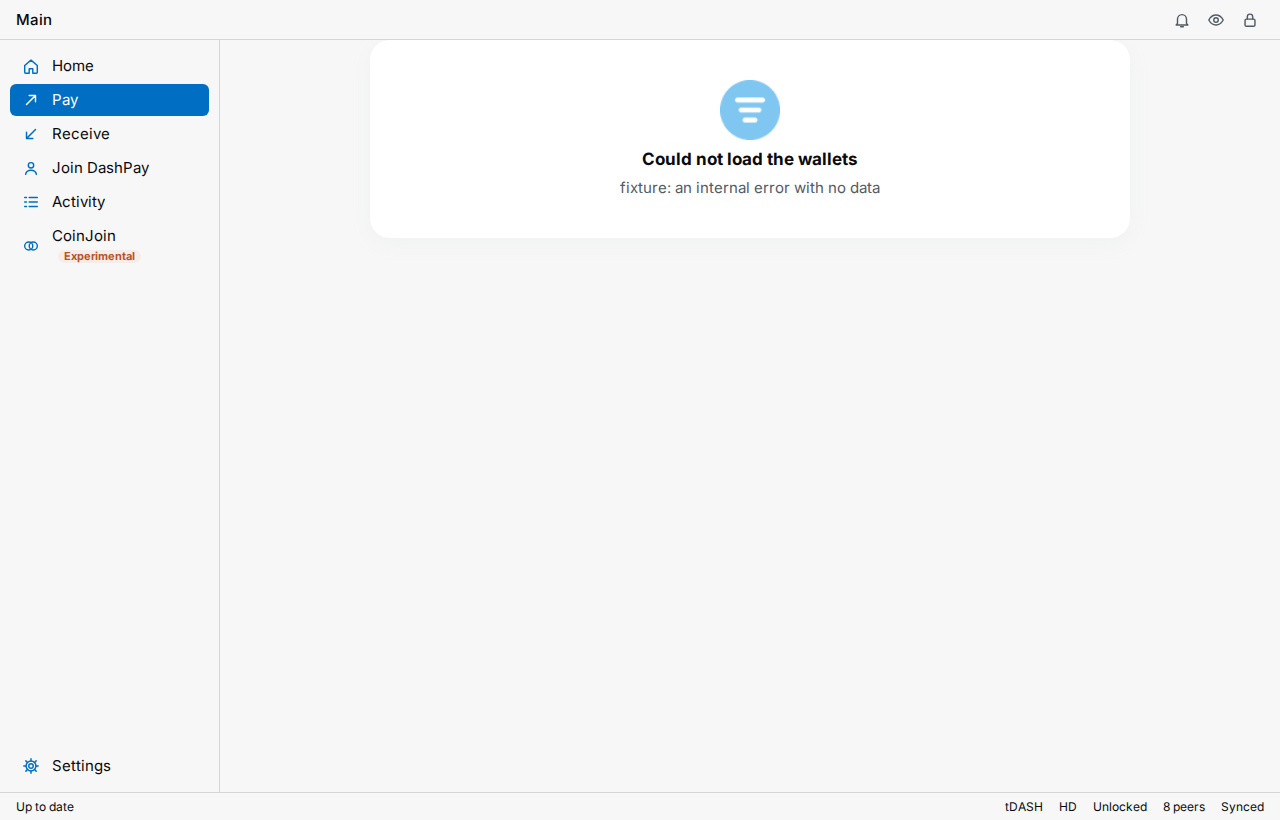 Main
Home
Pay
Receive
Join DashPay
Activity
CoinJoin
Experimental
Settings
Could not load the wallets
fixture: an internal error with no data
Up to date
tDASH HD Unlocked 8 peers Synced